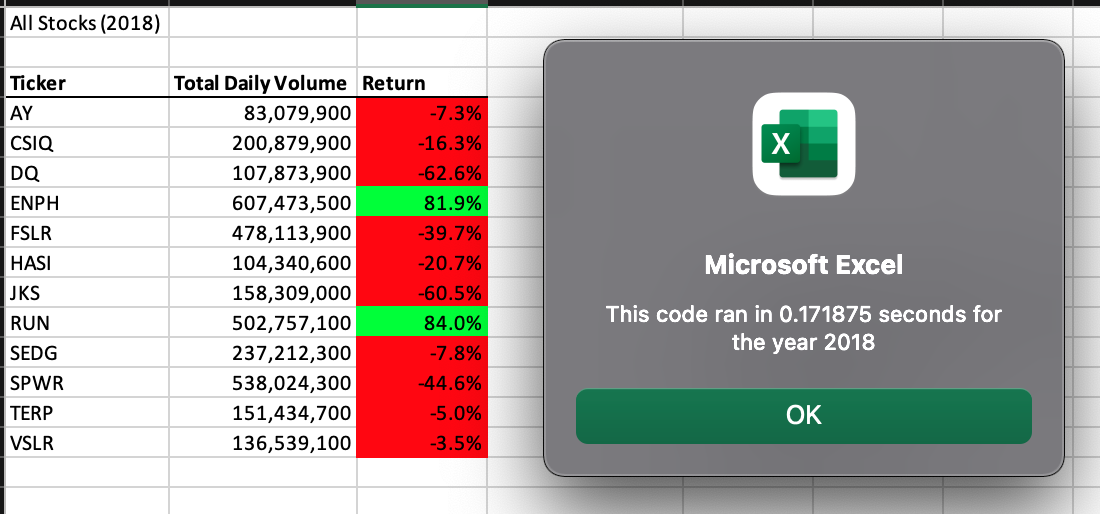 All Stocks (2018)
Ticker Total Daily Volume Return
AY 83,079,900 -7.3%
CSIQ 200,879,900 -16.3%
DQ 107,873,900 -62.6%
ENPH 607,473,500 81.9%
FSLR 478,113,900 -39.7%
HASI 104,340,600 -20.7%
JKS 158,309,000 -60.5%
RUN 502,757,100 84.0%
SEDG 237,212,300 -7.8%
SPWR 538,024,300 -44.6%
TERP 151,434,700 -5.0%
VSLR 136,539,100 -3.5%
X
Microsoft Excel
This code ran in 0.171875 seconds for
the year 2018
OK